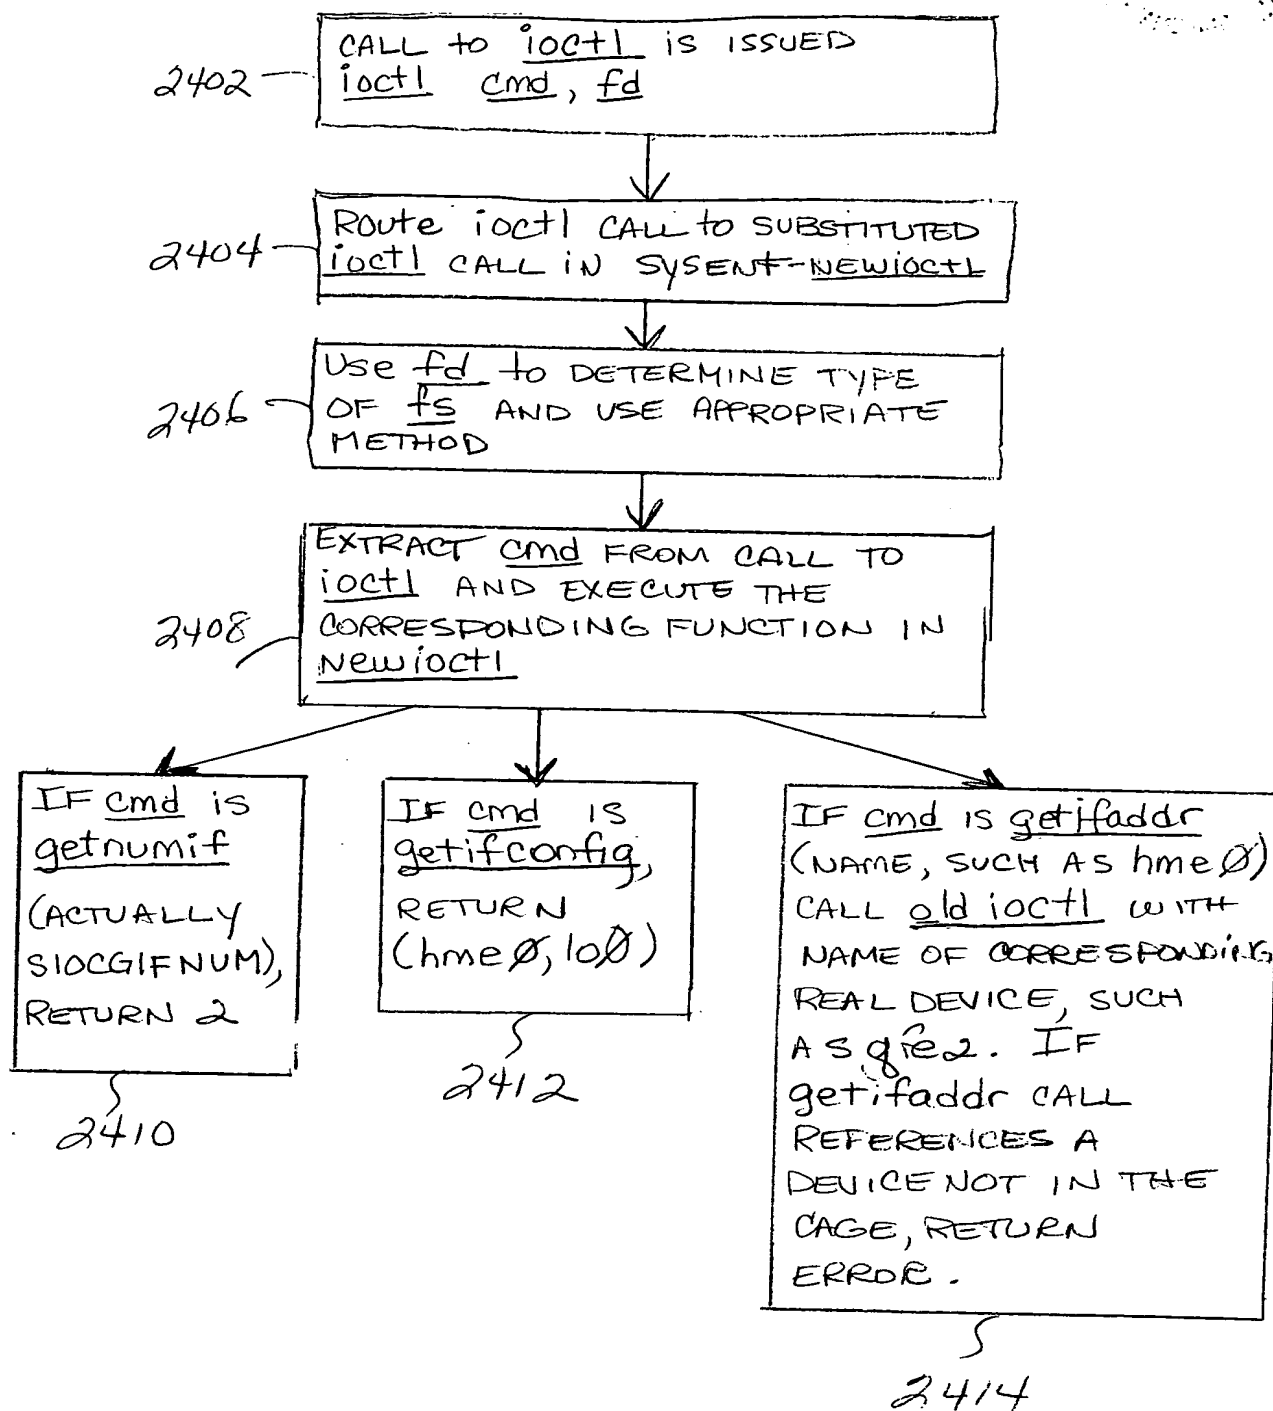 CALL to ioctl is ISSUED
ioctl cmd, fd
2402
Route ioctl CALL to SUBSTITUTED
ioctl CALL in SYSENT-NEWioctl
2404
Use fd to DETERMINE TYPE
OF fs AND USE APPROPRIATE
METHOD
2406
EXTRACT cmd FROM CALL TO
ioctl AND EXECUTE THE
CORRESPONDING FUNCTION IN
Newioctl
2408
IF cmd is
getnumif
(ACTUALLY
SIOCGIFNUM),
RETURN 2
2410
IF cmd IS
getifconfig,
RETURN
(hmeØ, loØ)
2412
IF cmd IS getifaddr
(NAME, SUCH AS hmeØ)
CALL old ioctl WITH
NAME OF CORRESPONDING
REAL DEVICE, SUCH
AS qfe2. IF
getifaddr CALL
REFERENCES A
DEVICE NOT IN THE
CAGE, RETURN
ERROR.
2414